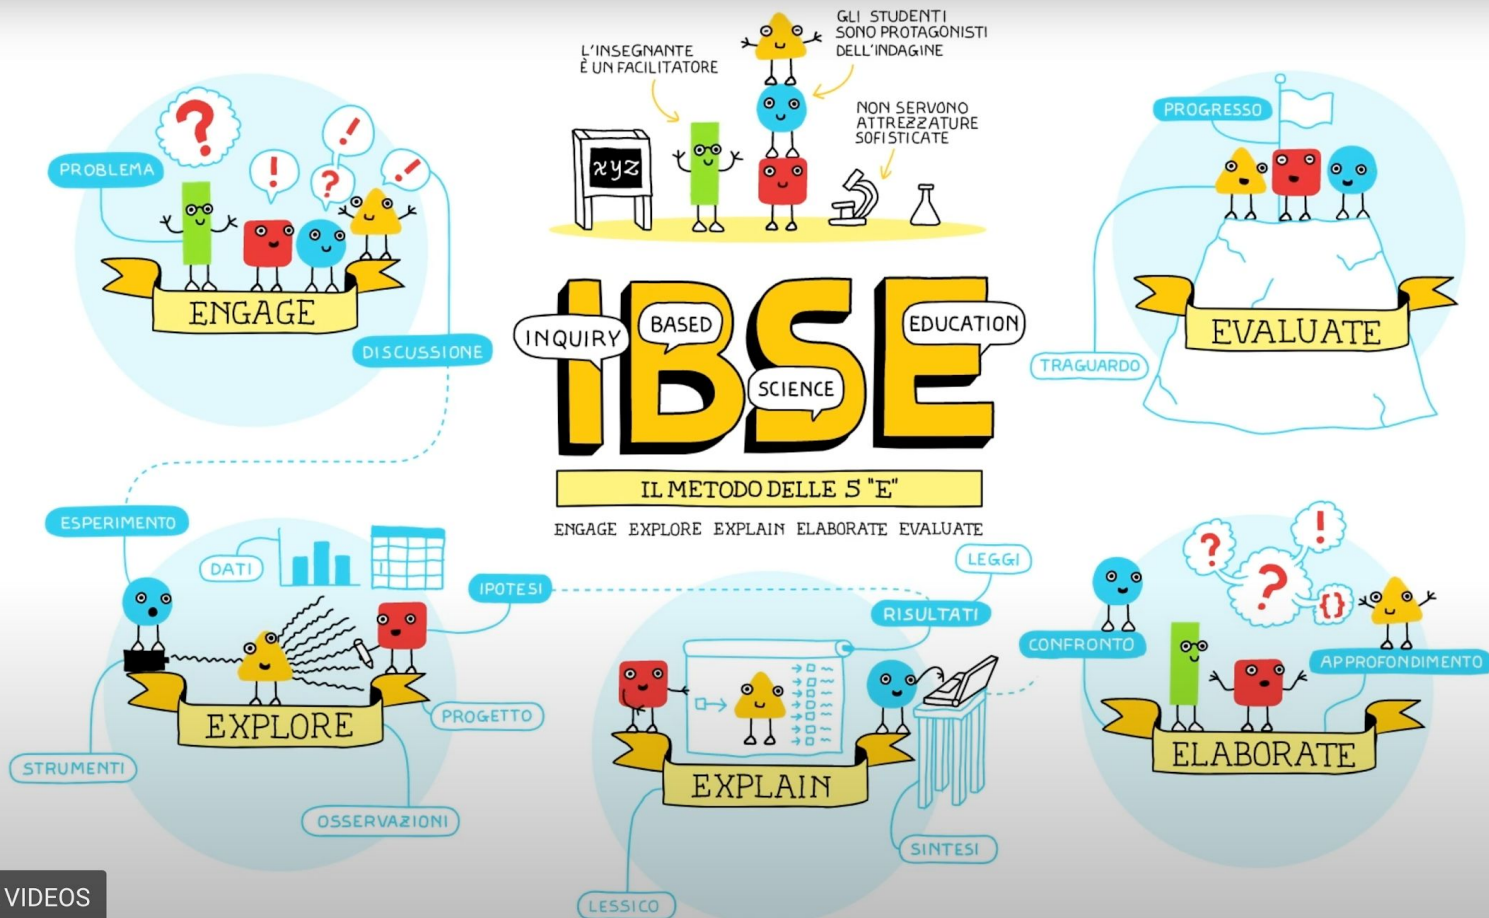 L'INSEGNANTE
È UN FACILITATORE
GLI STUDENTI
SONO PROTAGONISTI
DELL'INDAGINE
NON SERVONO
ATTREZZATURE
SOFISTICATE
xyz
IBSE
INQUIRY
BASED
SCIENCE
EDUCATION
IL METODO DELLE 5 "E"
ENGAGE EXPLORE EXPLAIN ELABORATE EVALUATE
?
!
?
!
!
PROBLEMA
ENGAGE
DISCUSSIONE
ESPERIMENTO
DATI
IPOTESI
EXPLORE
PROGETTO
STRUMENTI
OSSERVAZIONI
LEGGI
RISULTATI
EXPLAIN
SINTESI
LESSICO
?
!
?
{}
CONFRONTO
APPROFONDIMENTO
ELABORATE
PROGRESSO
EVALUATE
TRAGUARDO
VIDEOS